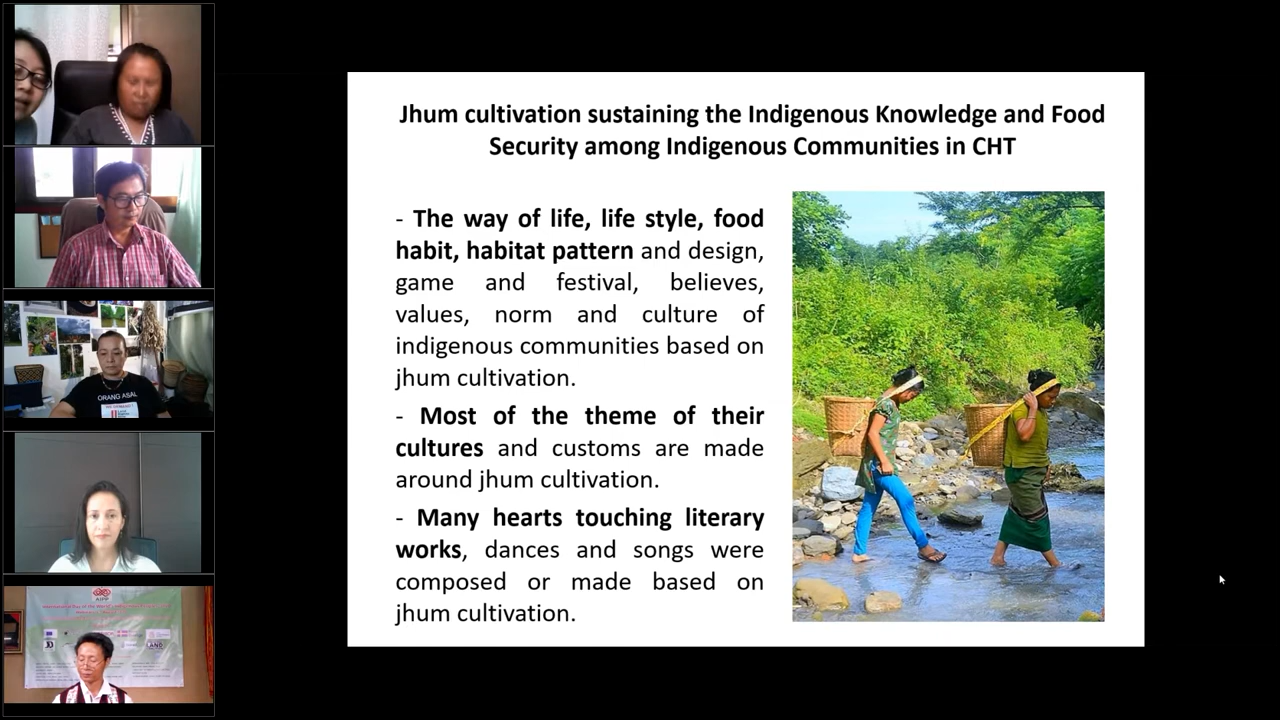 Jhum cultivation sustaining the Indigenous Knowledge and Food
Security among Indigenous Communities in CHT
- The way of life, life style, food
habit, habitat pattern and design,
game and festival, believes,
values, norm and culture of
indigenous communities based on
jhum cultivation.
- Most of the theme of their
cultures and customs are made
around jhum cultivation.
- Many hearts touching literary
works, dances and songs were
composed or made based on
jhum cultivation.
ORANG ASAL
AIPP